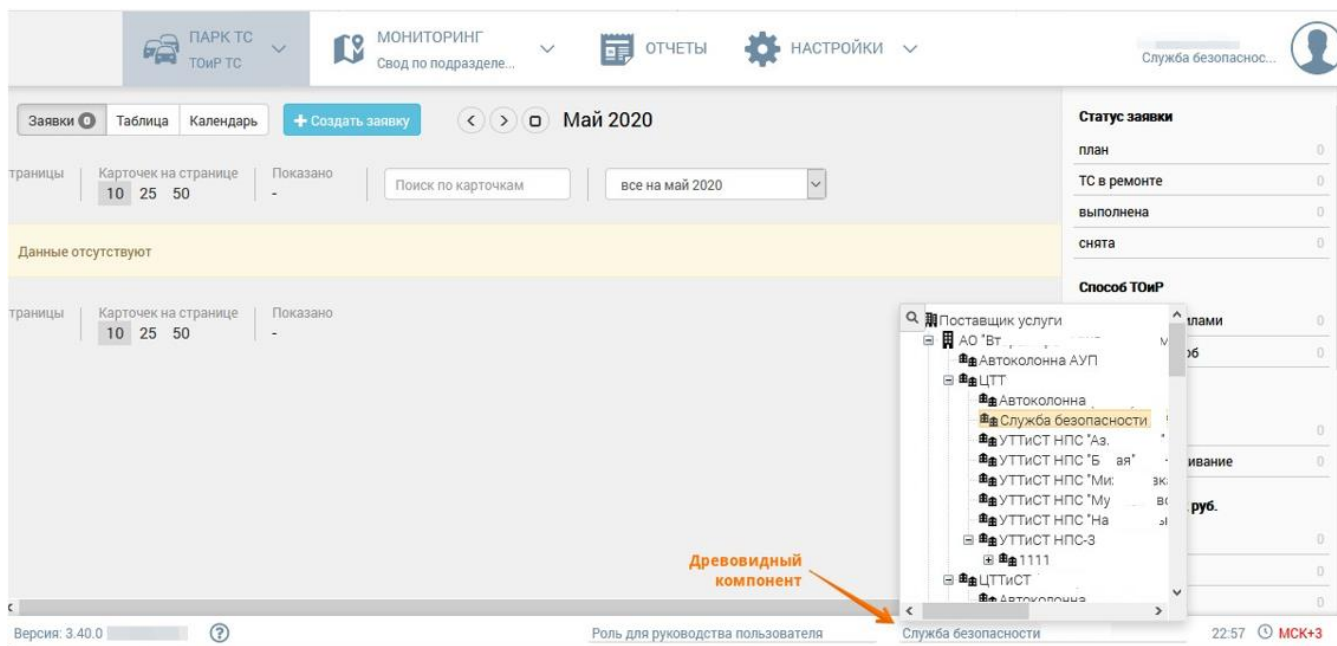 ПАРК ТС
ТОиР ТС
МОНИТОРИНГ
Свод по подразделе...
ОТЧЕТЫ
НАСТРОЙКИ
Служба безопаснос...
Заявки 0
Таблица
Календарь
+ Создать заявку
Май 2020
траницы
Карточек на странице
10 25 50
Показано
-
Поиск по карточкам
все на май 2020
Данные отсутствуют
траницы
Карточек на странице
10 25 50
Показано
-
Статус заявки
план 0
ТС в ремонте 0
выполнена 0
снята 0
Способ ТОиР
илами 0
об 0
0
ивание 0
руб.
0
0
0
Поставщик услуги
АО "Вт
Автоколонна АУП
ЦТТ
Автоколонна
Служба безопасности
УТТиСТ НПС "Аз. "
УТТиСТ НПС "Б ая"
УТТиСТ НПС "Ми
УТТиСТ НПС "Му
УТТиСТ НПС "На
УТТиСТ НПС-3
1111
ЦТТиСТ
Автоколонна
Древовидный
компонент
Версия: 3.40.0
?
Роль для руководства пользователя
Служба безопасности
22:57
МСК+3